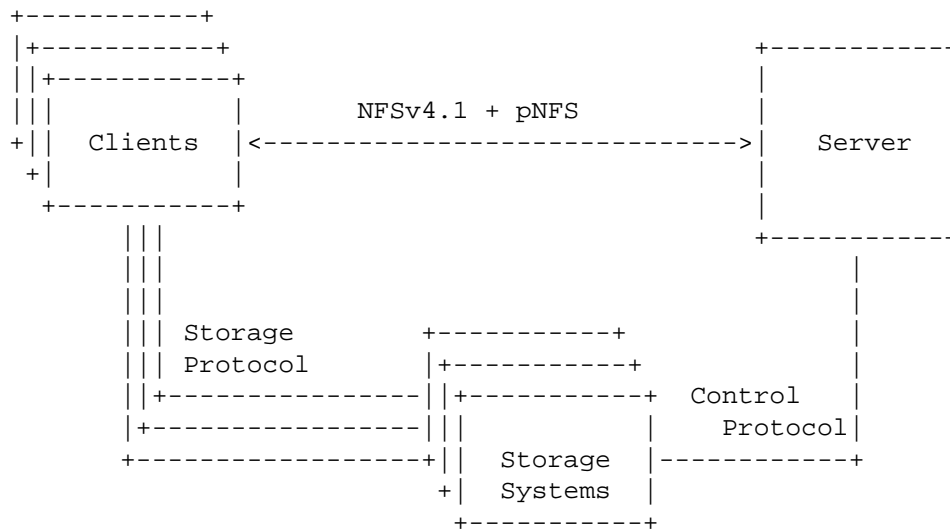 NFSv4.1 + pNFS
Clients Server
Storage
Protocol
Control
Protocol
Storage
Systems